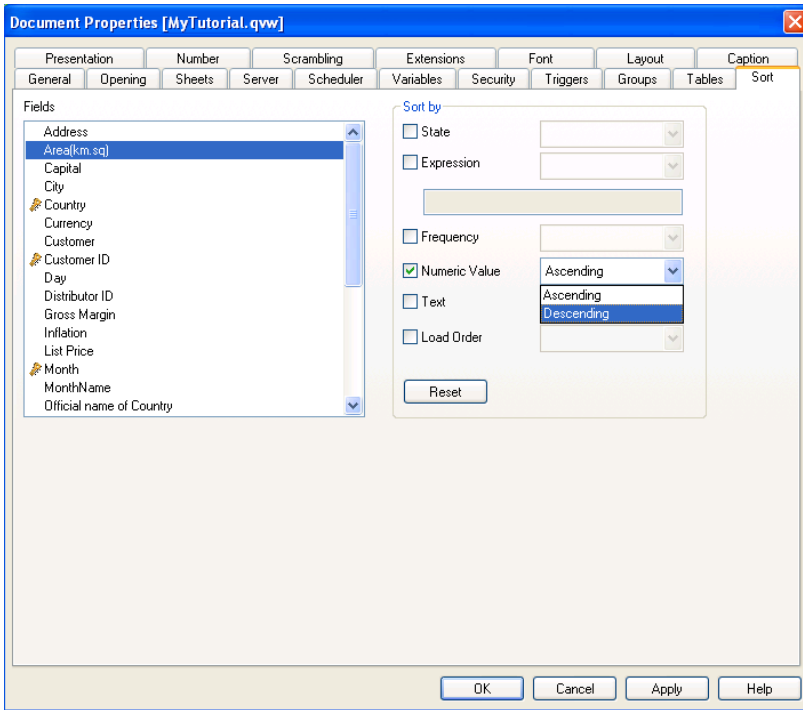 Document Properties [MyTutorial.qvw]
Presentation Number Scrambling Extensions Font Layout Caption
General Opening Sheets Server Scheduler Variables Security Triggers Groups Tables Sort
Fields
Address
Area(km.sq)
Capital
City
Country
Currency
Customer
Customer ID
Day
Distributor ID
Gross Margin
Inflation
List Price
Month
MonthName
Official name of Country
Sort by
State
Expression
Frequency
Numeric Value Ascending
Ascending
Text
Descending
Load Order
Reset
OK Cancel Apply Help